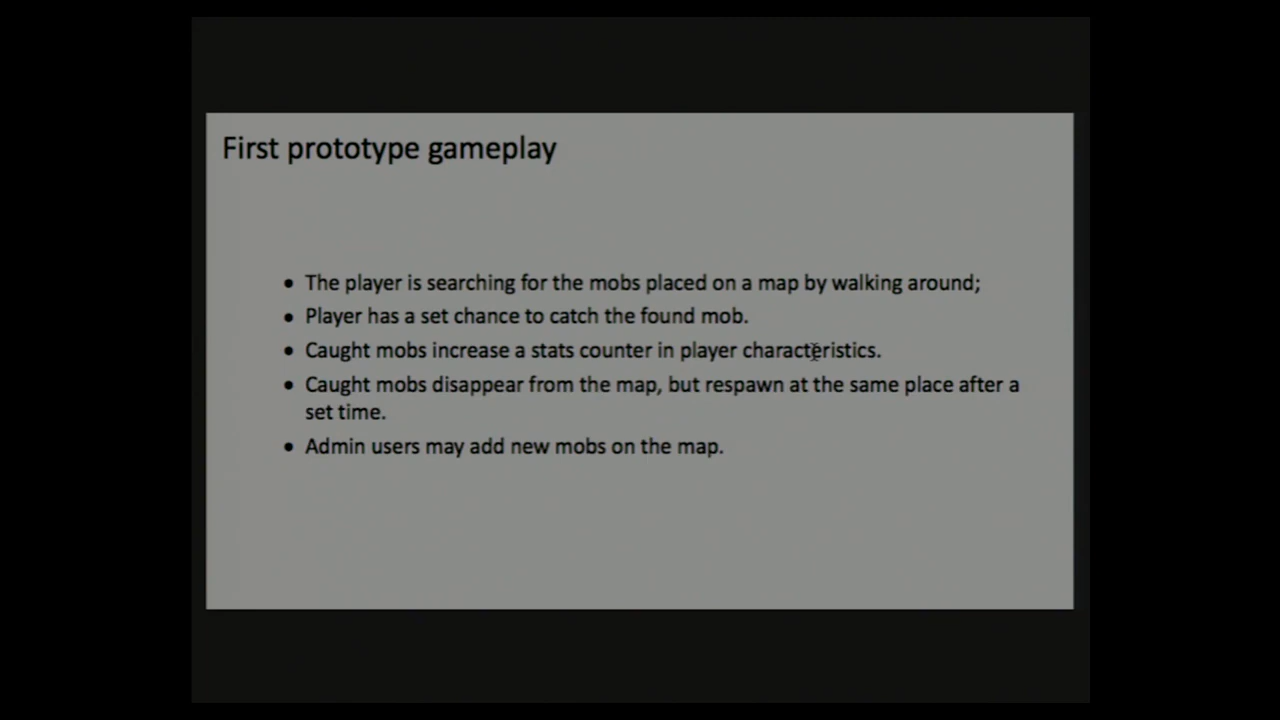 First prototype gameplay
• The player is searching for the mobs placed on a map by walking around;
• Player has a set chance to catch the found mob.
• Caught mobs increase a stats counter in player characteristics.
• Caught mobs disappear from the map, but respawn at the same place after a
set time.
• Admin users may add new mobs on the map.